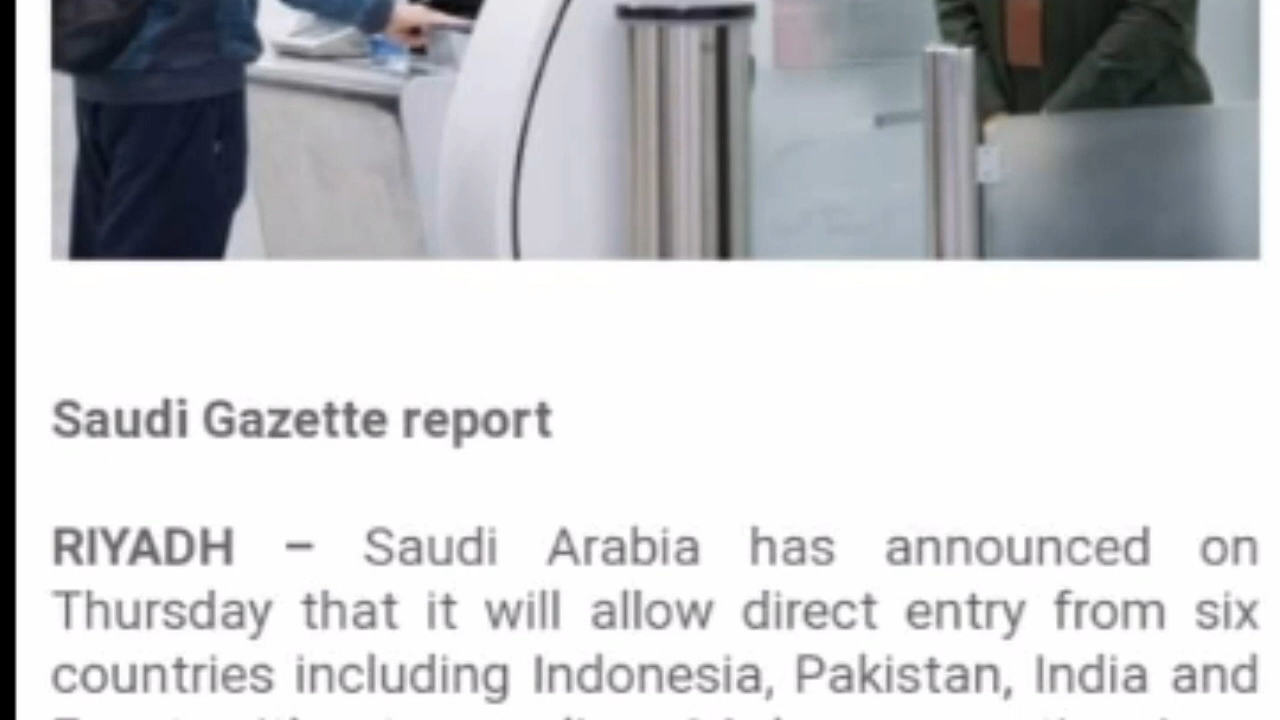 Saudi Gazette report
RIYADH – Saudi Arabia has announced on
Thursday that it will allow direct entry from six
countries including Indonesia, Pakistan, India and